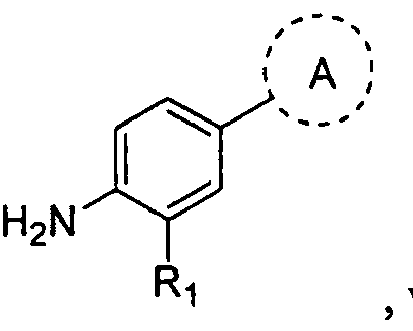 A
H₂N
R₁
,